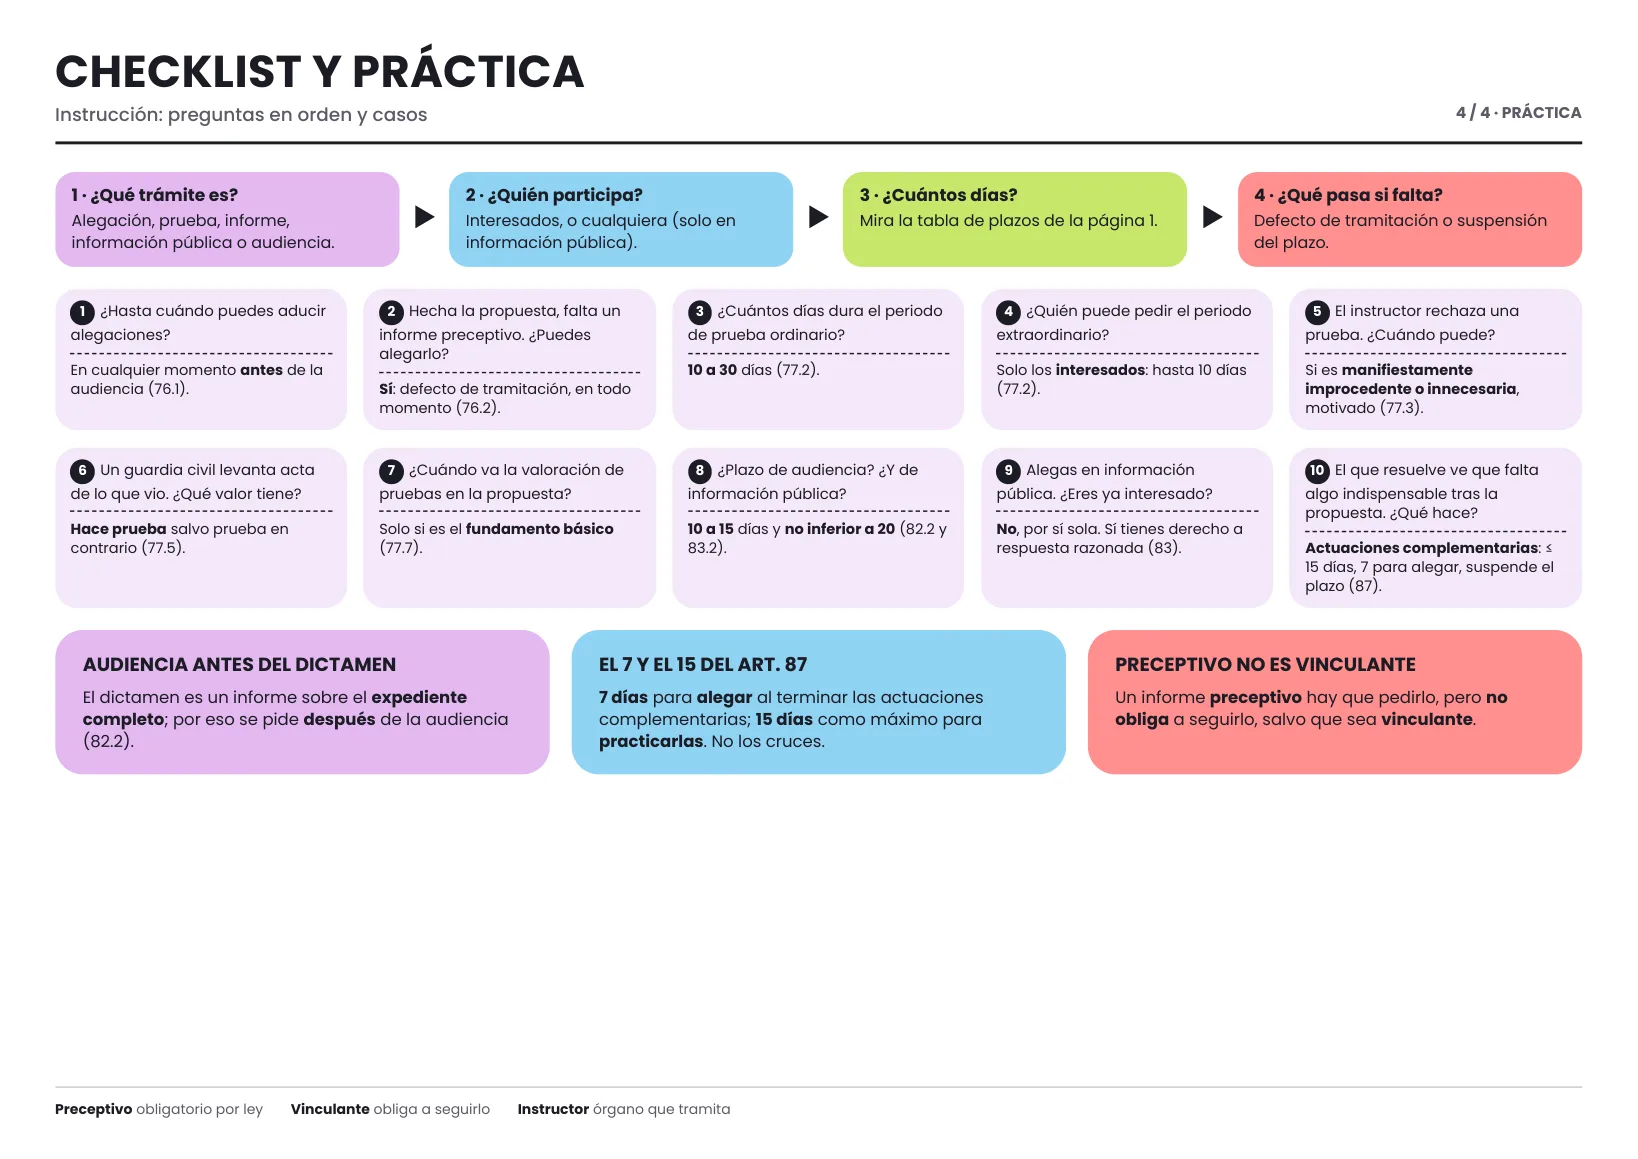 CHECKLIST Y PRÁCTICA
Instrucción: preguntas en orden y casos
4 / 4 · PRÁCTICA
1 · ¿Qué trámite es?
Alegación, prueba, informe,
información pública o audiencia.
2 · ¿Quién participa?
Interesados, o cualquiera (solo en
información pública).
3 · ¿Cuántos días?
Mira la tabla de plazos de la página 1.
4 · ¿Qué pasa si falta?
Defecto de tramitación o suspensión
del plazo.
1 ¿Hasta cuándo puedes aducir
alegaciones?
En cualquier momento antes de la
audiencia (76.1).
2 Hecha la propuesta, falta un
informe preceptivo. ¿Puedes
alegarlo?
Sí: defecto de tramitación, en todo
momento (76.2).
3 ¿Cuántos días dura el periodo
de prueba ordinario?
10 a 30 días (77.2).
4 ¿Quién puede pedir el periodo
extraordinario?
Solo los interesados: hasta 10 días
(77.2).
5 El instructor rechaza una
prueba. ¿Cuándo puede?
Si es manifiestamente
improcedente o innecesaria,
motivado (77.3).
6 Un guardia civil levanta acta
de lo que vio. ¿Qué valor tiene?
Hace prueba salvo prueba en
contrario (77.5).
7 ¿Cuándo va la valoración de
pruebas en la propuesta?
Solo si es el fundamento básico
(77.7).
8 ¿Plazo de audiencia? ¿Y de
información pública?
10 a 15 días y no inferior a 20 (82.2 y
83.2).
9 Alegas en información
pública. ¿Eres ya interesado?
No, por sí sola. Sí tienes derecho a
respuesta razonada (83).
10 El que resuelve ve que falta
algo indispensable tras la
propuesta. ¿Qué hace?
Actuaciones complementarias: ≤
15 días, 7 para alegar, suspende el
plazo (87).
AUDIENCIA ANTES DEL DICTAMEN
El dictamen es un informe sobre el expediente
completo; por eso se pide después de la audiencia
(82.2).
EL 7 Y EL 15 DEL ART. 87
7 días para alegar al terminar las actuaciones
complementarias; 15 días como máximo para
practicarlas. No los cruces.
PRECEPTIVO NO ES VINCULANTE
Un informe preceptivo hay que pedirlo, pero no
obliga a seguirlo, salvo que sea vinculante.
Preceptivo obligatorio por ley Vinculante obliga a seguirlo Instructor órgano que tramita